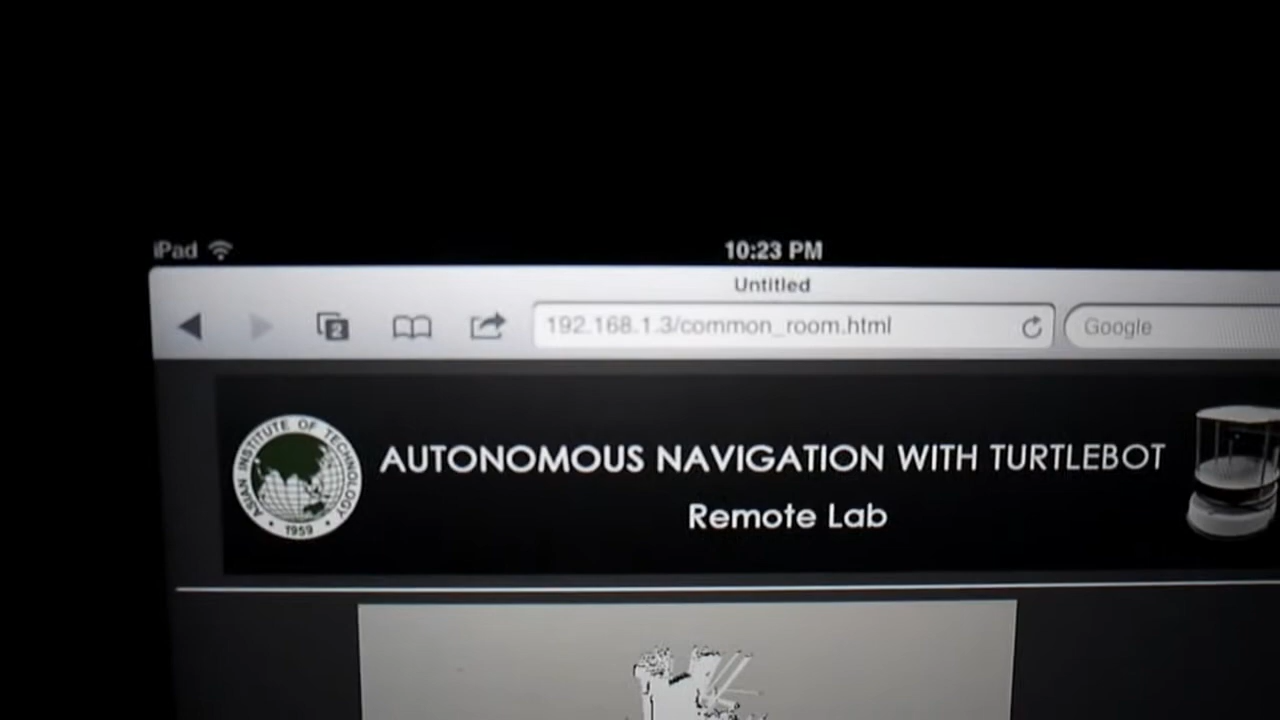 iPad
10:23 PM
Untitled
2
192.168.1.3/common_room.html
Google
ASIAN INSTITUTE OF TECHNOLOGY
1959
AUTONOMOUS NAVIGATION WITH TURTLEBOT
Remote Lab